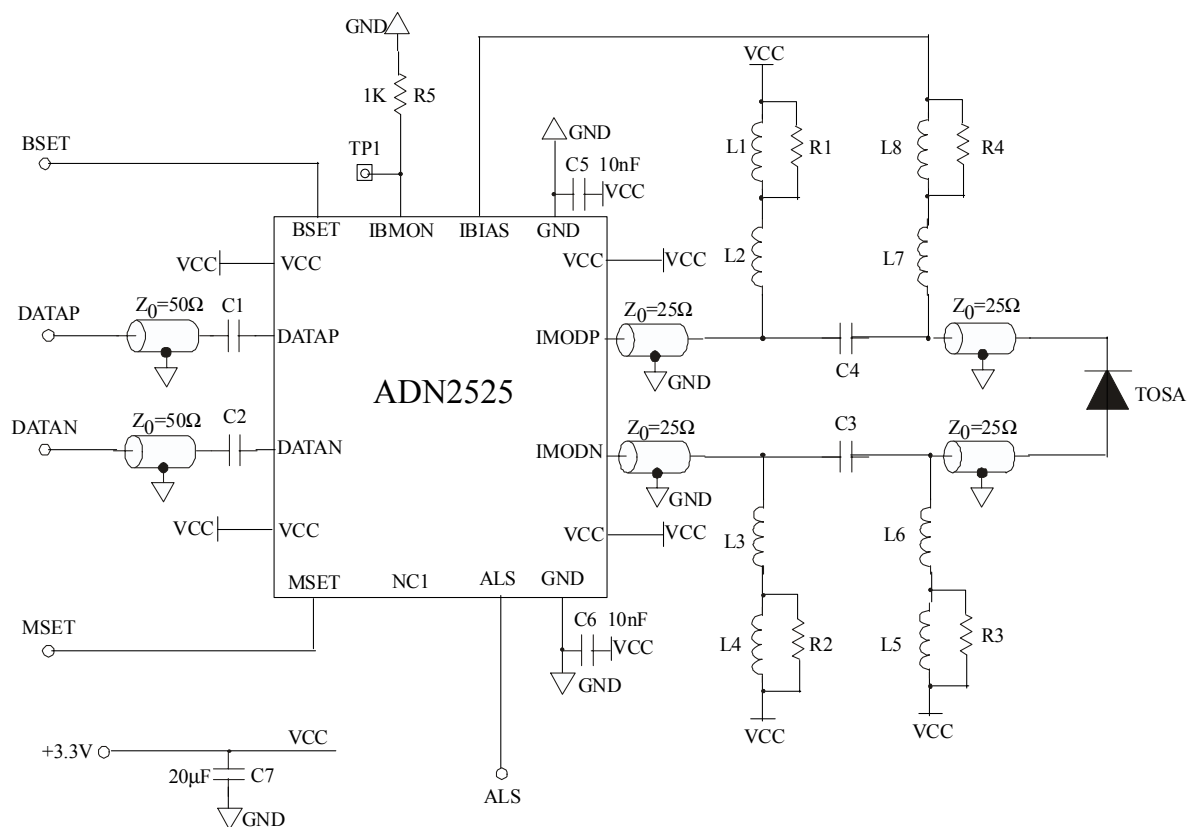 GND
VCC
1K R5
GND
L1 R1
L8 R4
BSET
TP1
C5 10nF
VCC
BSET IBMON IBIAS GND
VCC VCC
VCC VCC
L2
L7
DATAP
Z0=50Ω
C1
DATAP
IMODP
Z0=25Ω
GND
C4
Z0=25Ω
ADN2525
TOSA
DATAN
Z0=50Ω
C2
DATAN
IMODN
Z0=25Ω
GND
C3
Z0=25Ω
VCC VCC
VCC VCC
L3
L6
MSET NC1 ALS GND
MSET
C6 10nF
VCC
GND
L4 R2
L5 R3
VCC
VCC
+3.3V
VCC
20µF C7
GND
ALS